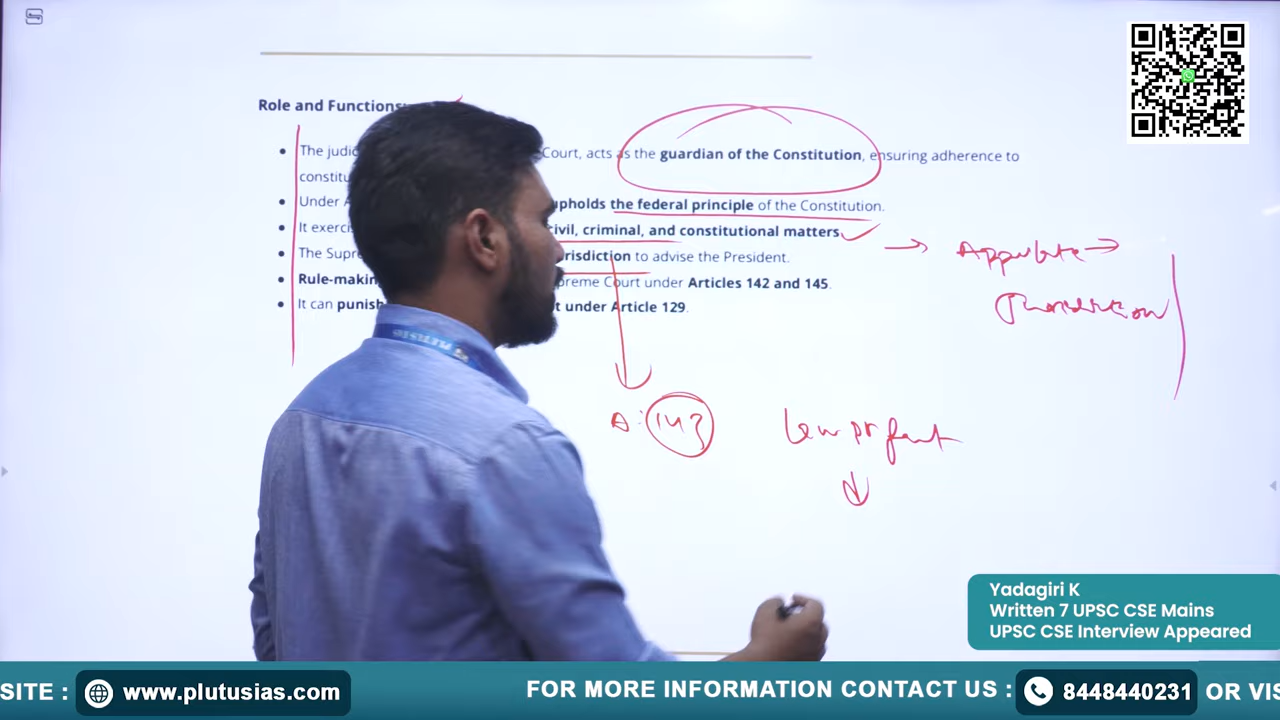 Role and Functions
The judic Court, acts as the guardian of the Constitution, ensuring adherence to
constitu
Under A upholds the federal principle of the Constitution.
It exerci civil, criminal, and constitutional matters
The Supre risdiction to advise the President.
Rule-makin preme Court under Articles 142 and 145.
It can punish t under Article 129.
Appellate
Jurisdiction
A: 143
PLUTUS IAS
Yadagiri K
Written 7 UPSC CSE Mains
UPSC CSE Interview Appeared
SITE : www.plutusias.com FOR MORE INFORMATION CONTACT US : 8448440231 OR VIS